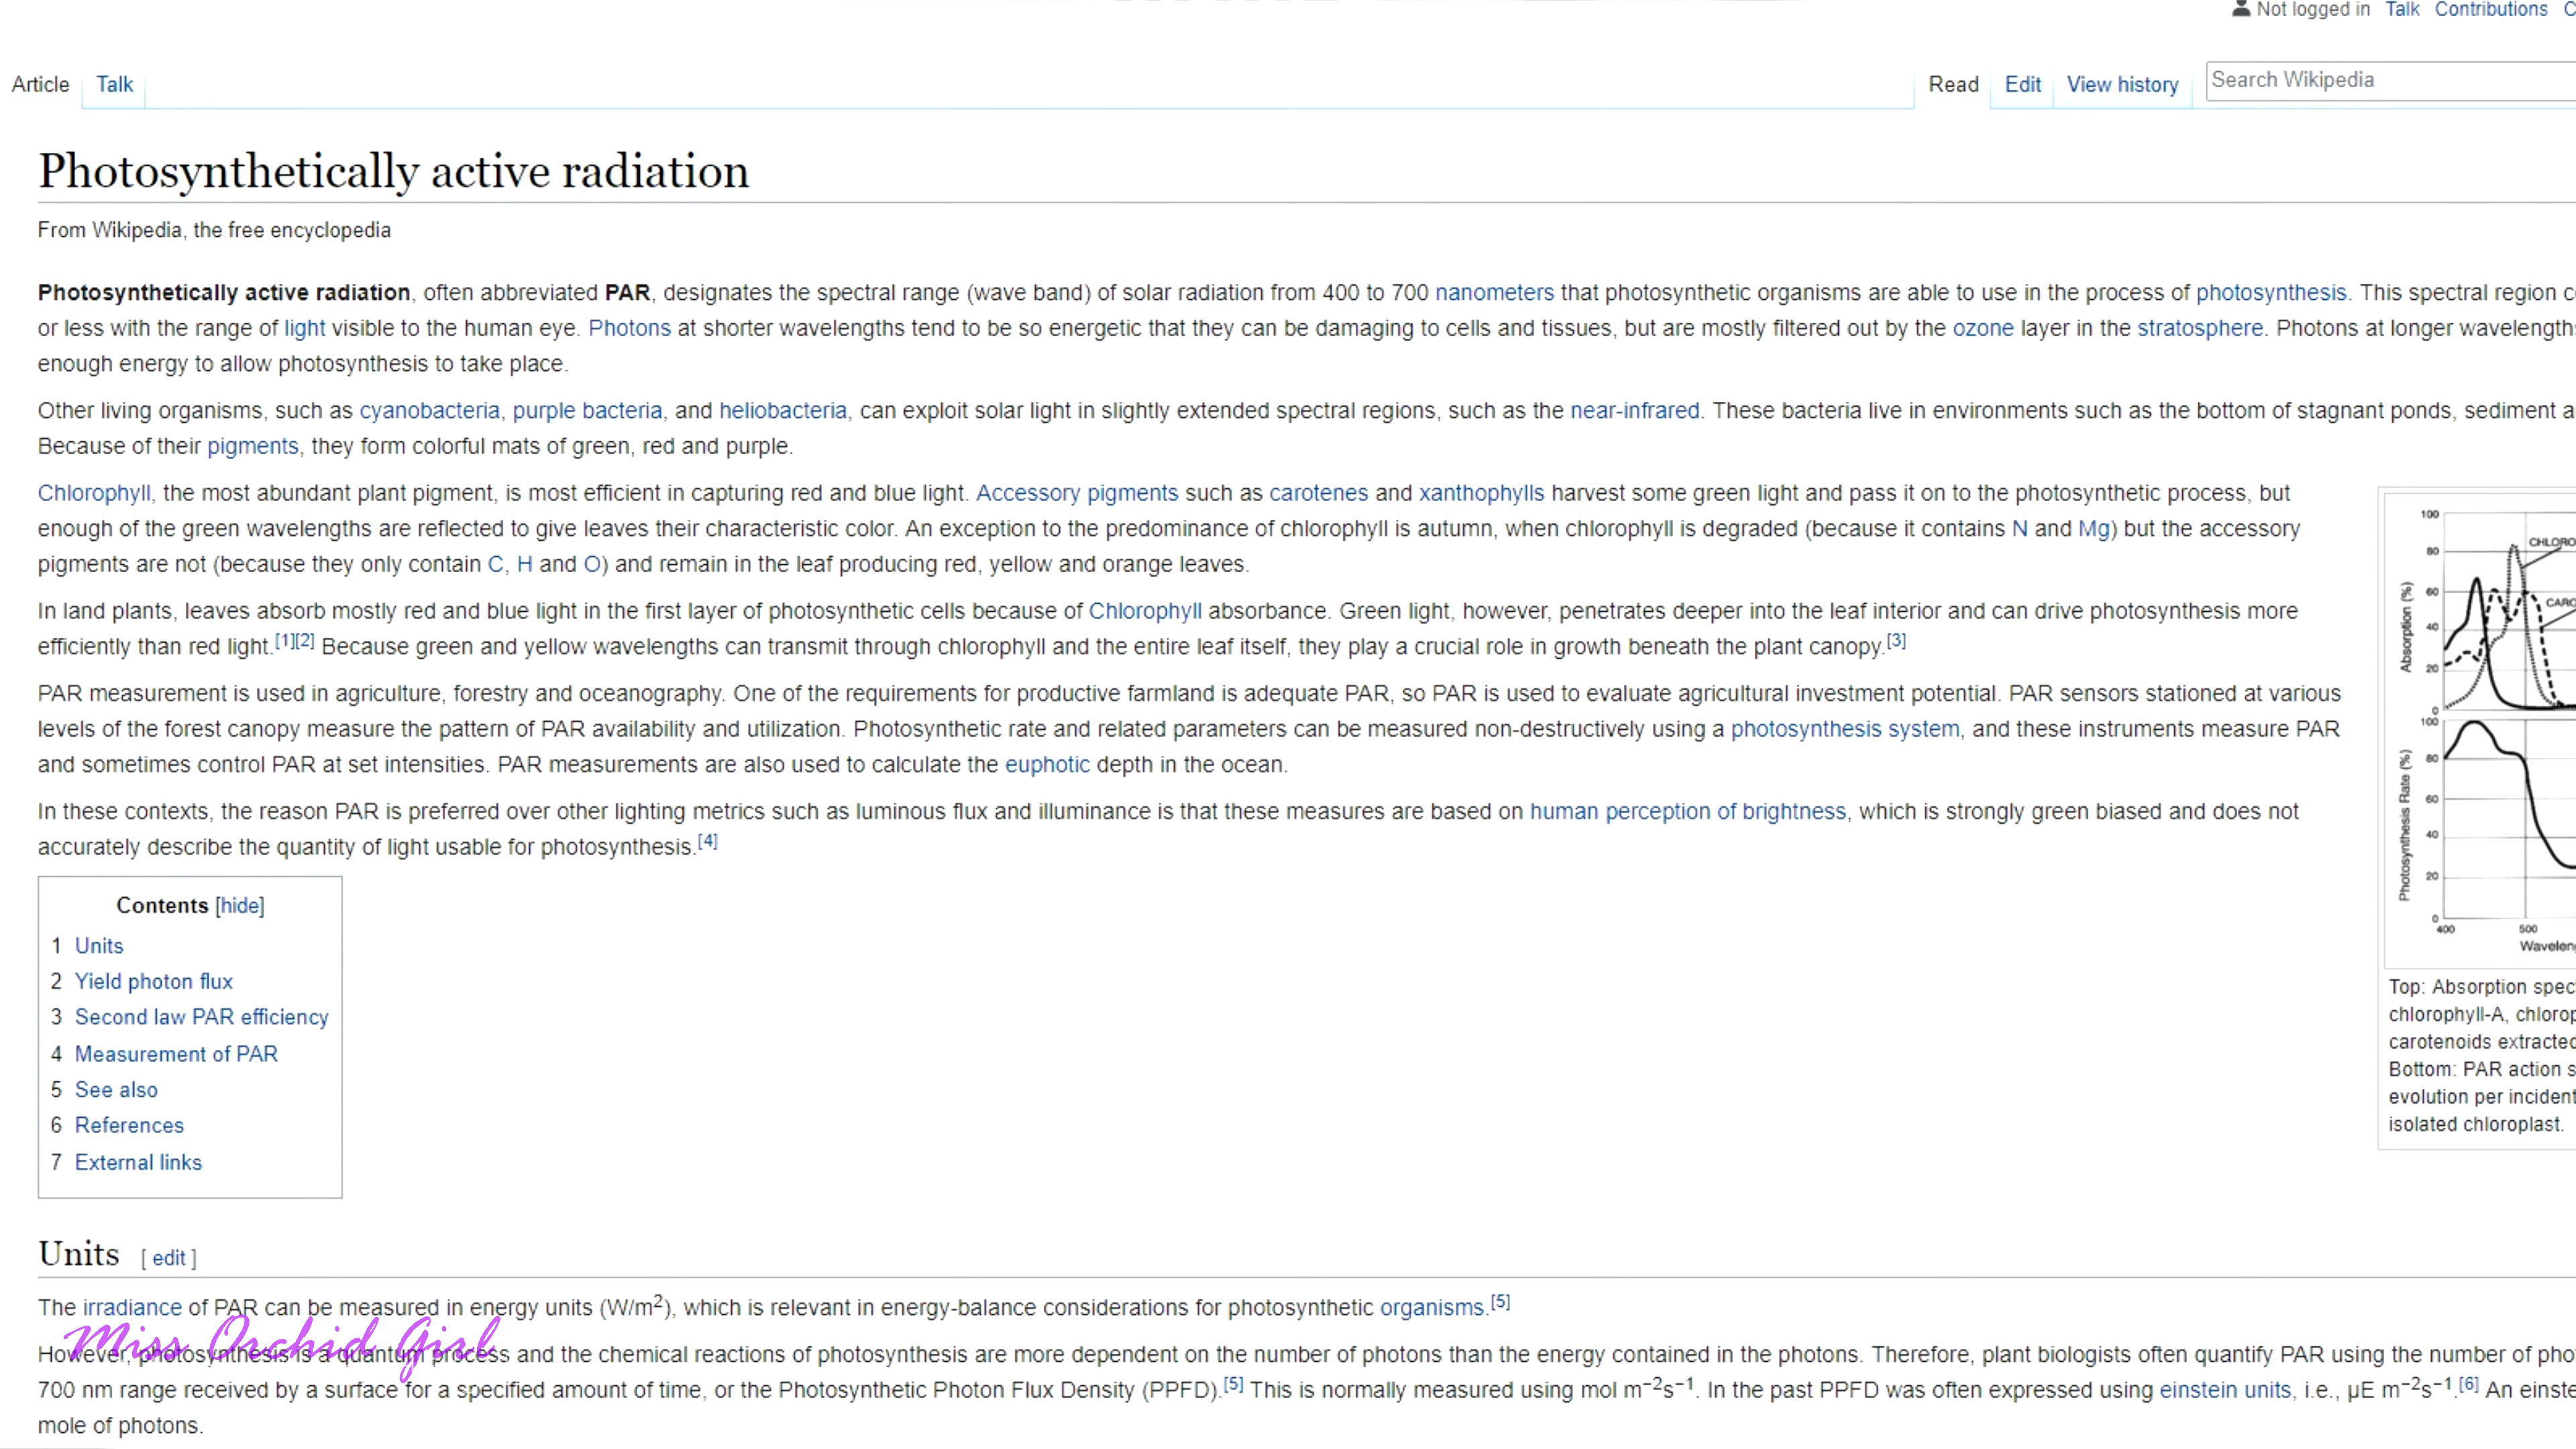 Not logged in Talk Contributions C
Article Talk Read Edit View history Search Wikipedia
Photosynthetically active radiation
From Wikipedia, the free encyclopedia
Photosynthetically active radiation, often abbreviated PAR, designates the spectral range (wave band) of solar radiation from 400 to 700 nanometers that photosynthetic organisms are able to use in the process of photosynthesis. This spectral region c
or less with the range of light visible to the human eye. Photons at shorter wavelengths tend to be so energetic that they can be damaging to cells and tissues, but are mostly filtered out by the ozone layer in the stratosphere. Photons at longer wavelength
enough energy to allow photosynthesis to take place.
Other living organisms, such as cyanobacteria, purple bacteria, and heliobacteria, can exploit solar light in slightly extended spectral regions, such as the near-infrared. These bacteria live in environments such as the bottom of stagnant ponds, sediment a
Because of their pigments, they form colorful mats of green, red and purple.
Chlorophyll, the most abundant plant pigment, is most efficient in capturing red and blue light. Accessory pigments such as carotenes and xanthophylls harvest some green light and pass it on to the photosynthetic process, but
enough of the green wavelengths are reflected to give leaves their characteristic color. An exception to the predominance of chlorophyll is autumn, when chlorophyll is degraded (because it contains N and Mg) but the accessory
pigments are not (because they only contain C, H and O) and remain in the leaf producing red, yellow and orange leaves.
In land plants, leaves absorb mostly red and blue light in the first layer of photosynthetic cells because of Chlorophyll absorbance. Green light, however, penetrates deeper into the leaf interior and can drive photosynthesis more
efficiently than red light.[1][2] Because green and yellow wavelengths can transmit through chlorophyll and the entire leaf itself, they play a crucial role in growth beneath the plant canopy.[3]
PAR measurement is used in agriculture, forestry and oceanography. One of the requirements for productive farmland is adequate PAR, so PAR is used to evaluate agricultural investment potential. PAR sensors stationed at various
levels of the forest canopy measure the pattern of PAR availability and utilization. Photosynthetic rate and related parameters can be measured non-destructively using a photosynthesis system, and these instruments measure PAR
and sometimes control PAR at set intensities. PAR measurements are also used to calculate the euphotic depth in the ocean.
In these contexts, the reason PAR is preferred over other lighting metrics such as luminous flux and illuminance is that these measures are based on human perception of brightness, which is strongly green biased and does not
accurately describe the quantity of light usable for photosynthesis.[4]
Contents [hide]
1 Units
2 Yield photon flux
3 Second law PAR efficiency
4 Measurement of PAR
5 See also
6 References
7 External links
Absorption (%)
100
80
60
40
20
0
CHLORO
CARO
Photosynthesis Rate (%)
100
80
60
40
20
0
400 500
Wavelen
Top: Absorption spec
chlorophyll-A, chlorop
carotenoids extracted
Bottom: PAR action s
evolution per incident
isolated chloroplast.
Units [ edit ]
The irradiance of PAR can be measured in energy units (W/m²), which is relevant in energy-balance considerations for photosynthetic organisms.[5]
Miss Orchid Girl
However, photosynthesis is a quantum process and the chemical reactions of photosynthesis are more dependent on the number of photons than the energy contained in the photons. Therefore, plant biologists often quantify PAR using the number of pho
700 nm range received by a surface for a specified amount of time, or the Photosynthetic Photon Flux Density (PPFD).[5] This is normally measured using mol m⁻²s⁻¹. In the past PPFD was often expressed using einstein units, i.e., µE m⁻²s⁻¹.[6] An einste
mole of photons.